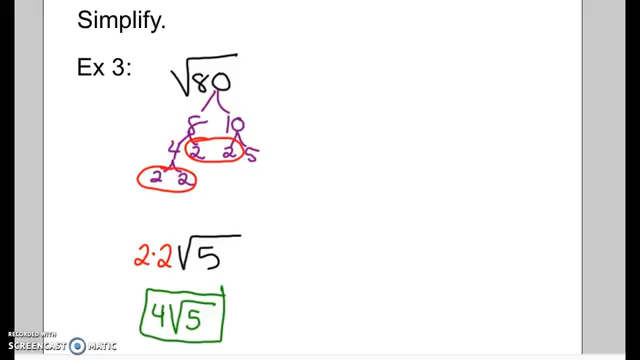 Simplify.
Ex 3: √80
8 10
4 2 2 5
2 2
2·2√5
4√5
RECORDED WITH
SCREENCAST MATIC